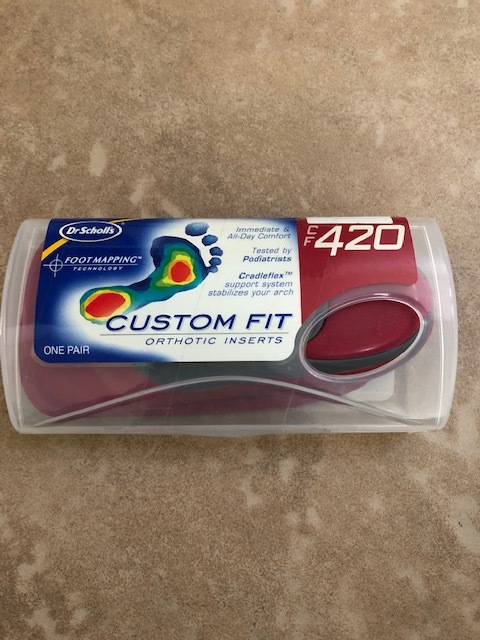 Dr. Scholl's
FOOTMAPPING™
TECHNOLOGY
Immediate &
All-Day Comfort
Tested by
Podiatrists
Cradleflex™
support system
stabilizes your arch
CUSTOM FIT
ORTHOTIC INSERTS
ONE PAIR
CF420